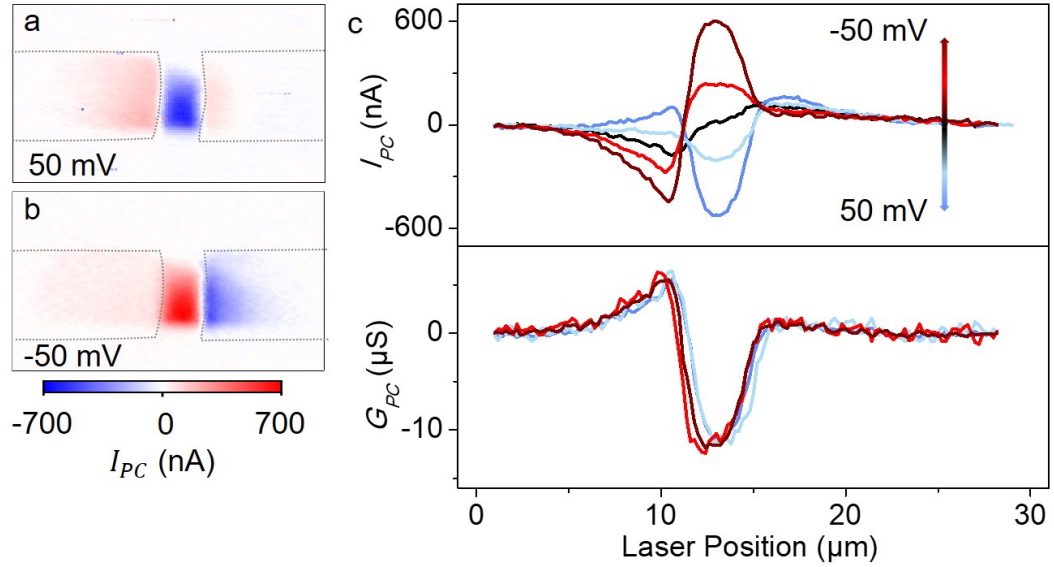 a
50 mV
b
-50 mV
-700 0 700
I_PC (nA)
c
600
0
-600
I_PC (nA)
-50 mV
50 mV
0
-10
G_PC (µS)
0 10 20 30
Laser Position (µm)